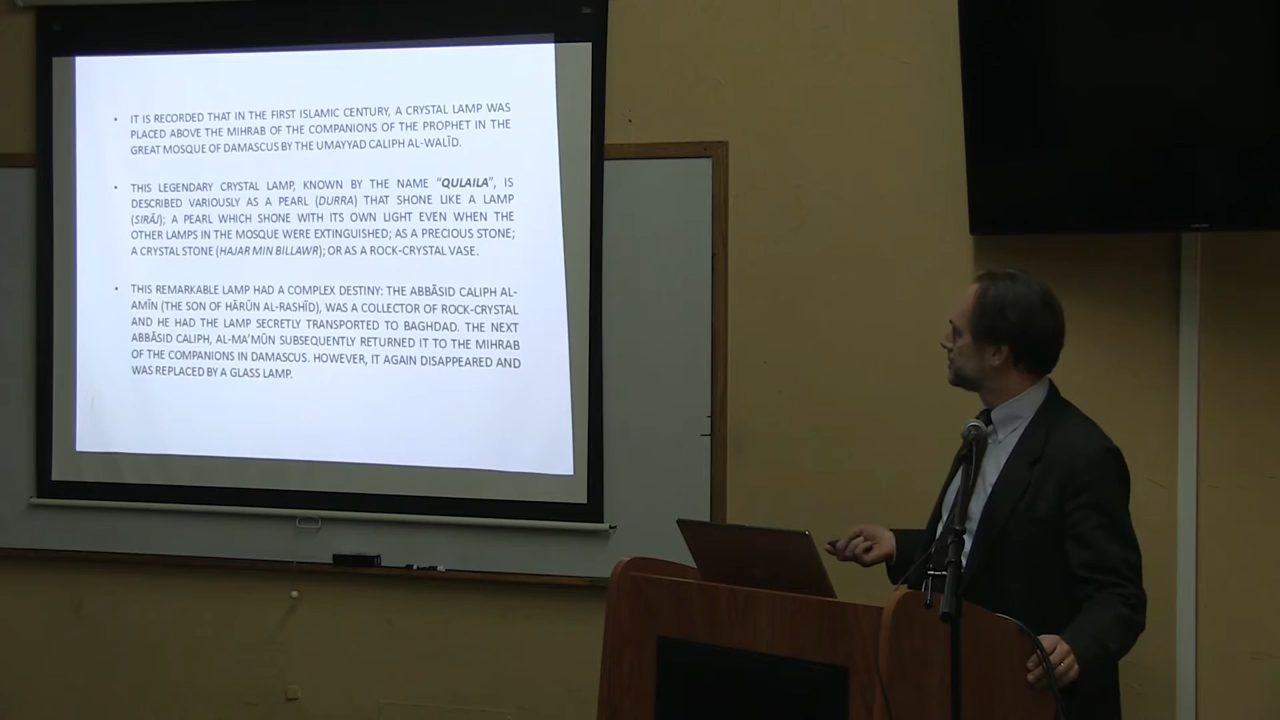 • IT IS RECORDED THAT IN THE FIRST ISLAMIC CENTURY, A CRYSTAL LAMP WAS
PLACED ABOVE THE MIHRAB OF THE COMPANIONS OF THE PROPHET IN THE
GREAT MOSQUE OF DAMASCUS BY THE UMAYYAD CALIPH AL-WALĪD.
• THIS LEGENDARY CRYSTAL LAMP, KNOWN BY THE NAME "QULAILA", IS
DESCRIBED VARIOUSLY AS A PEARL (DURRA) THAT SHONE LIKE A LAMP
(SIRĀJ); A PEARL WHICH SHONE WITH ITS OWN LIGHT EVEN WHEN THE
OTHER LAMPS IN THE MOSQUE WERE EXTINGUISHED; AS A PRECIOUS STONE;
A CRYSTAL STONE (HAJAR MIN BILLAWR); OR AS A ROCK-CRYSTAL VASE.
• THIS REMARKABLE LAMP HAD A COMPLEX DESTINY: THE ABBĀSID CALIPH AL-
AMĪN (THE SON OF HĀRŪN AL-RASHĪD), WAS A COLLECTOR OF ROCK-CRYSTAL
AND HE HAD THE LAMP SECRETLY TRANSPORTED TO BAGHDAD. THE NEXT
ABBĀSID CALIPH, AL-MA'MŪN SUBSEQUENTLY RETURNED IT TO THE MIHRAB
OF THE COMPANIONS IN DAMASCUS. HOWEVER, IT AGAIN DISAPPEARED AND
WAS REPLACED BY A GLASS LAMP.